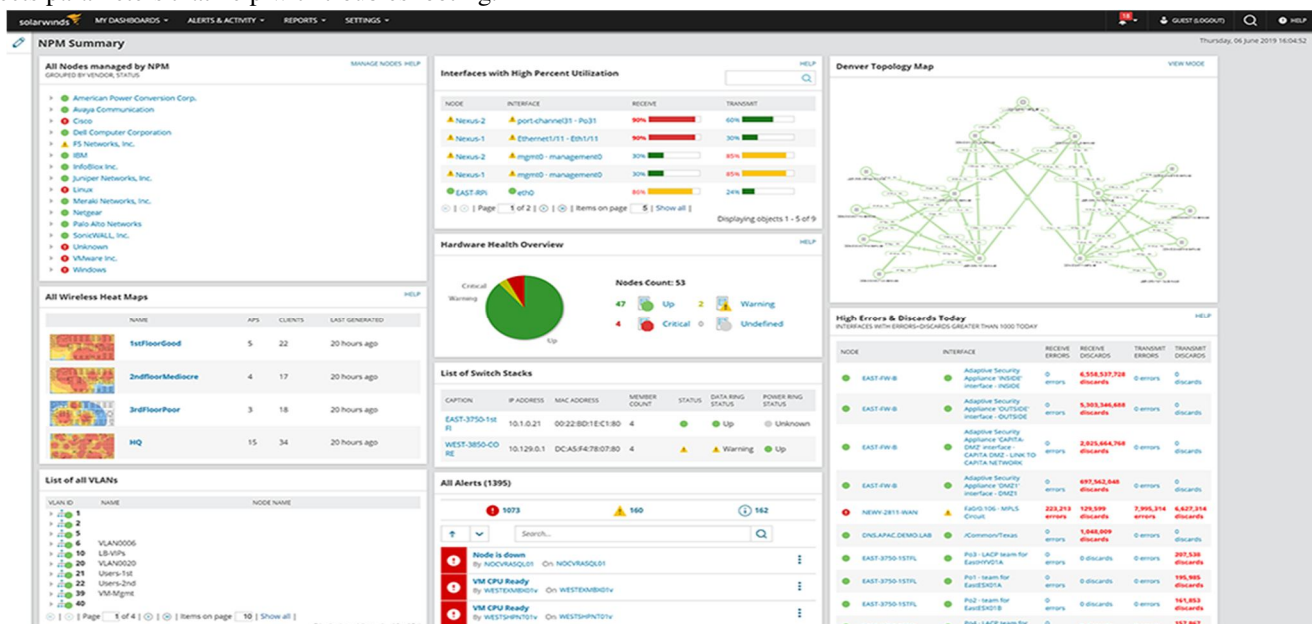 solarwinds MY DASHBOARDS ALERTS & ACTIVITY REPORTS SETTINGS 18 GUEST (LOGOUT) HELP
NPM Summary
Thursday, 06 June 2019 16:04:52
All Nodes managed by NPM MANAGE NODES HELP
GROUPED BY VENDOR, STATUS
American Power Conversion Corp.
Avaya Communication
Cisco
Dell Computer Corporation
F5 Networks, Inc.
IBM
InfoBlox Inc.
Juniper Networks, Inc.
Linux
Meraki Networks, Inc.
Netgear
Palo Alto Networks
SonicWALL, Inc.
Unknown
VMware Inc.
Windows
All Wireless Heat Maps HELP
NAME APS CLIENTS LAST GENERATED
1stFloorGood 5 22 20 hours ago
2ndfloorMediocre 4 17 20 hours ago
3rdFloorPoor 3 18 20 hours ago
HQ 15 34 20 hours ago
List of all VLANs
VLAN ID NAME NODE NAME
1
2
5
6 VLAN0006
10 LB-VIPs
20 VLAN0020
21 Users-1st
22 Users-2nd
39 VM-Mgmt
40
Page 1 of 4 | Items on page 10 | Show all |
Interfaces with High Percent Utilization HELP
NODE INTERFACE RECEIVE TRANSMIT
Nexus-2 port-channel31 - Po31 90% 60%
Nexus-1 Ethernet1/11 - Eth1/11 90% 30%
Nexus-2 mgmt0 - management0 30% 85%
Nexus-1 mgmt0 - management0 30% 85%
EAST-RPi eth0 86% 24%
| Page 1 of 2 | Items on page 5 | Show all |
Displaying objects 1 - 5 of 9
Hardware Health Overview HELP
Critical
Warning
Up
Nodes Count: 53
47 Up 2 Warning
4 Critical 0 Undefined
List of Switch Stacks
CAPTION IP ADDRESS MAC ADDRESS MEMBER COUNT STATUS DATA RING STATUS POWER RING STATUS
EAST-3750-1st Fl 10.1.0.21 00:22:BD:1E:C1:80 4 Up Unknown
WEST-3850-CO RE 10.129.0.1 DC:A5:F4:78:07:80 4 Warning Up
All Alerts (1395)
1073 160 162
Search...
Node is down
By NOCVRASQL01 On NOCVRASQL01
VM CPU Ready
By WESTEXMBX01v On WESTEXMBX01v
VM CPU Ready
By WESTSHPNT01v On WESTSHPNT01v
Denver Topology Map VIEW MODE
High Errors & Discards Today HELP
INTERFACES WITH ERRORS+DISCARDS GREATER THAN 1000 TODAY
NODE INTERFACE RECEIVE ERRORS RECEIVE DISCARDS TRANSMIT ERRORS TRANSMIT DISCARDS
EAST-FW-B Adaptive Security Appliance 'INSIDE' interface - INSIDE 0 errors 6,558,537,728 discards 0 errors 0 discards
EAST-FW-B Adaptive Security Appliance 'OUTSIDE' interface - OUTSIDE 0 errors 5,303,346,688 discards 0 errors 0 discards
EAST-FW-B Adaptive Security Appliance 'CAPITA-DMZ' interface - CAPITA DMZ - LINK TO CAPITA NETWORK 0 errors 2,025,664,768 discards 0 errors 0 discards
EAST-FW-B Adaptive Security Appliance 'DMZ1' interface - DMZ1 0 errors 697,562,048 discards 0 errors 0 discards
NEWY-2811-WAN Fa0/0.106 - MPLS Circuit 223,213 errors 129,599 discards 7,995,314 errors 6,627,314 discards
DNS.APAC.DEMO.LAB /Common/Texas 0 errors 1,048,009 discards 0 errors 0 discards
EAST-3750-1STFL Po3 - LACP team for EastHYV01A 0 errors 0 discards 0 errors 207,530 discards
EAST-3750-1STFL Po1 - team for EastESX01A 0 errors 0 discards 0 errors 195,985 discards
EAST-3750-1STFL Po2 - team for EastESX01B 0 errors 0 discards 0 errors 161,853 discards